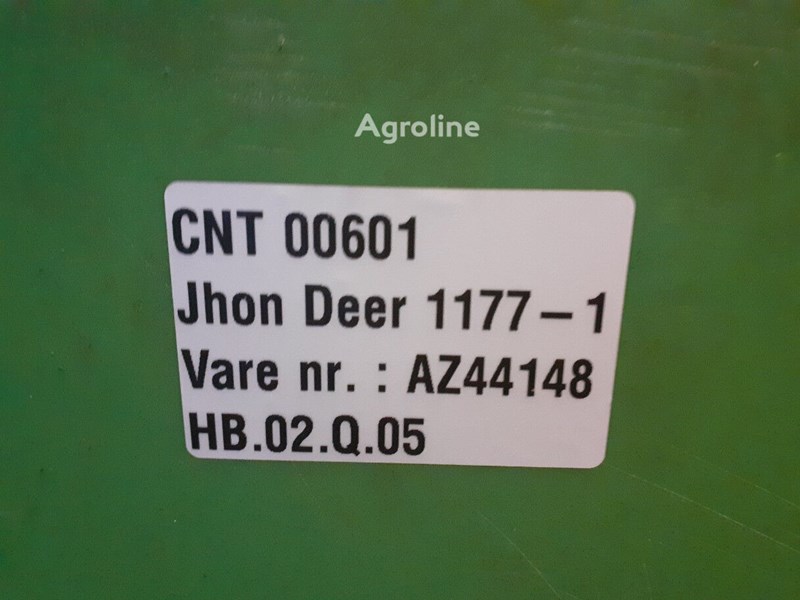 Agroline
CNT 00601
Jhon Deer 1177-1
Vare nr. : AZ44148
HB.02.Q.05